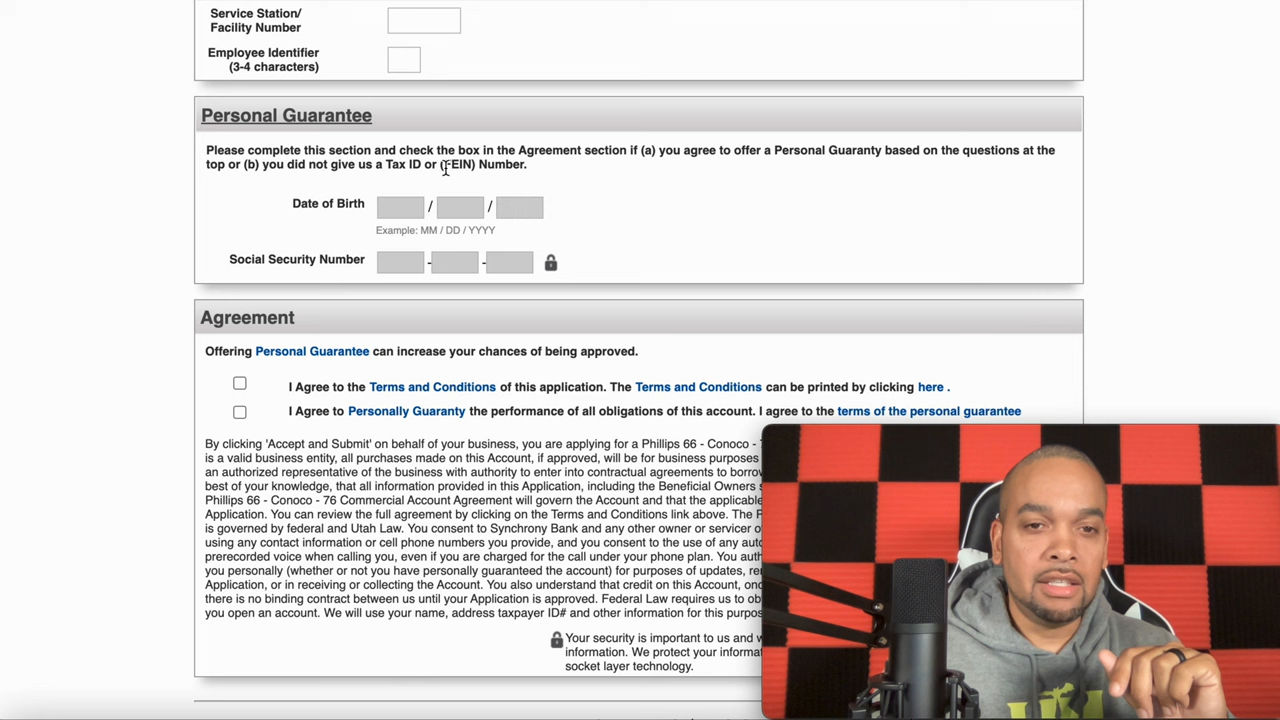 Service Station/
Facility Number
Employee Identifier
(3-4 characters)
Personal Guarantee
Please complete this section and check the box in the Agreement section if (a) you agree to offer a Personal Guaranty based on the questions at the
top or (b) you did not give us a Tax ID or (FEIN) Number.
Date of Birth
/ /
Example: MM / DD / YYYY
Social Security Number
- -
Agreement
Offering Personal Guarantee can increase your chances of being approved.
I Agree to the Terms and Conditions of this application. The Terms and Conditions can be printed by clicking here .
I Agree to Personally Guaranty the performance of all obligations of this account. I agree to the terms of the personal guarantee
By clicking 'Accept and Submit' on behalf of your business, you are applying for a Phillips 66 - Conoco -
is a valid business entity, all purchases made on this Account, if approved, will be for business purposes
an authorized representative of the business with authority to enter into contractual agreements to borrow
best of your knowledge, that all information provided in this Application, including the Beneficial Owners
Phillips 66 - Conoco - 76 Commercial Account Agreement will govern the Account and that the applicable
Application. You can review the full agreement by clicking on the Terms and Conditions link above. The
is governed by federal and Utah Law. You consent to Synchrony Bank and any other owner or servicer
using any contact information or cell phone numbers you provide, and you consent to the use of any
prerecorded voice when calling you, even if you are charged for the call under your phone plan. You
you personally (whether or not you have personally guaranteed the account) for purposes of updates,
Application, or in receiving or collecting the Account. You also understand that credit on this Account,
there is no binding contract between us until your Application is approved. Federal Law requires us to
you open an account. We will use your name, address taxpayer ID# and other information for this
Your security is important to us and
information. We protect your
socket layer technology.